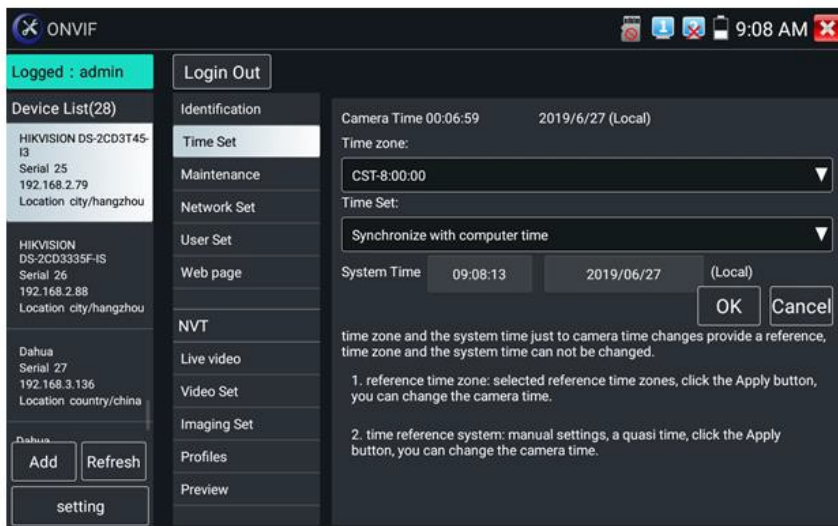 ONVIF
1
9:08 AM
Logged : admin
Login Out
Device List(28)
HIKVISION DS-2CD3T45-
I3
Serial 25
192.168.2.79
Location city/hangzhou
HIKVISION
DS-2CD3335F-IS
Serial 26
192.168.2.88
Location city/hangzhou
Dahua
Serial 27
192.168.3.136
Location country/china
Dahua
Add
Refresh
setting
Identification
Time Set
Maintenance
Network Set
User Set
Web page
NVT
Live video
Video Set
Imaging Set
Profiles
Preview
Camera Time 00:06:59 2019/6/27 (Local)
Time zone:
CST-8:00:00
Time Set:
Synchronize with computer time
System Time 09:08:13 2019/06/27 (Local)
OK Cancel
time zone and the system time just to camera time changes provide a reference,
time zone and the system time can not be changed.
1. reference time zone: selected reference time zones, click the Apply button,
you can change the camera time.
2. time reference system: manual settings, a quasi time, click the Apply
button, you can change the camera time.